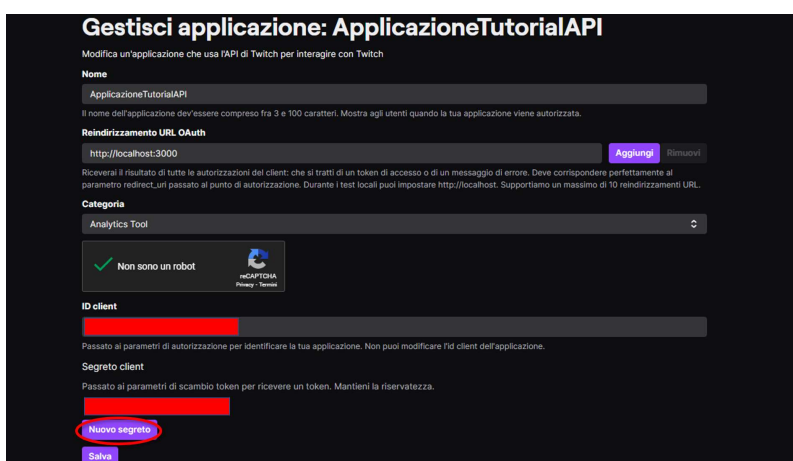 Gestisci applicazione: ApplicazioneTutorialAPI
Modifica un'applicazione che usa l'API di Twitch per interagire con Twitch
Nome
ApplicazioneTutorialAPI
Il nome dell'applicazione dev'essere compreso fra 3 e 100 caratteri. Mostra agli utenti quando la tua applicazione viene autorizzata.
Reindirizzamento URL OAuth
http://localhost:3000
Aggiungi
Rimuovi
Riceverai il risultato di tutte le autorizzazioni del client: che si tratti di un token di accesso o di un messaggio di errore. Deve corrispondere perfettamente al
parametro redirect_uri passato al punto di autorizzazione. Durante i test locali puoi impostare http://localhost. Supportiamo un massimo di 10 reindirizzamenti URL.
Categoria
Analytics Tool
Non sono un robot
reCAPTCHA
Privacy - Termini
ID client
Passato ai parametri di autorizzazione per identificare la tua applicazione. Non puoi modificare l'id client dell'applicazione.
Segreto client
Passato ai parametri di scambio token per ricevere un token. Mantieni la riservatezza.
Nuovo segreto
Salva